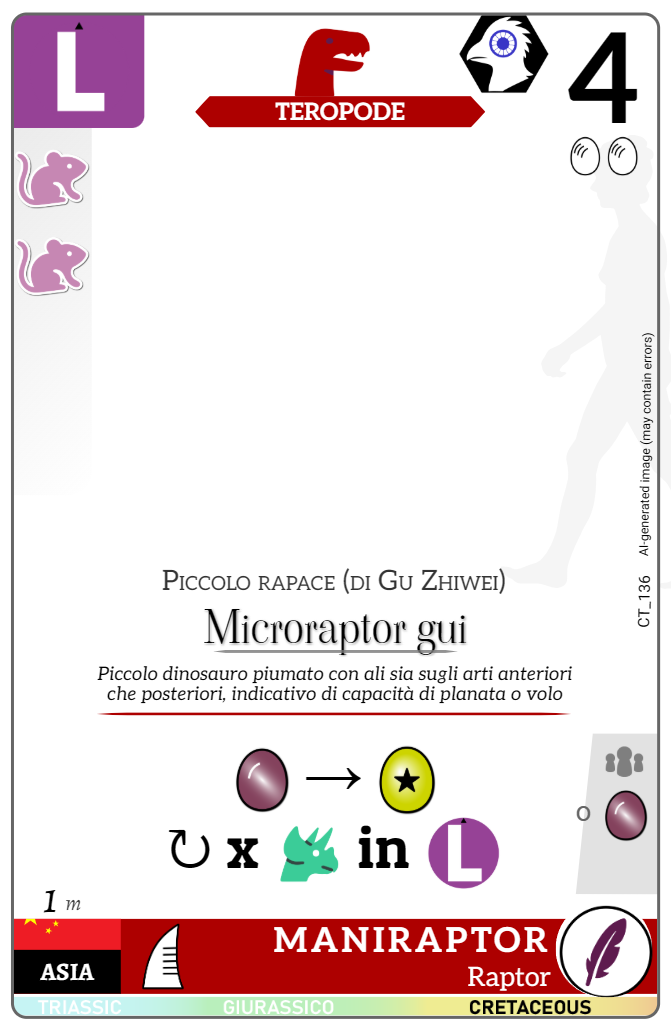 L
TEROPODE
4
AI-generated image (may contain errors)
CT_136
Piccolo rapace (di Gu Zhiwei)
Microraptor gui
Piccolo dinosauro piumato con ali sia sugli arti anteriori
che posteriori, indicativo di capacità di planata o volo
→
↻ x in L
o
1 m
MANIRAPTOR
ASIA
Raptor
TRIASSIC GIURASSICO CRETACEOUS